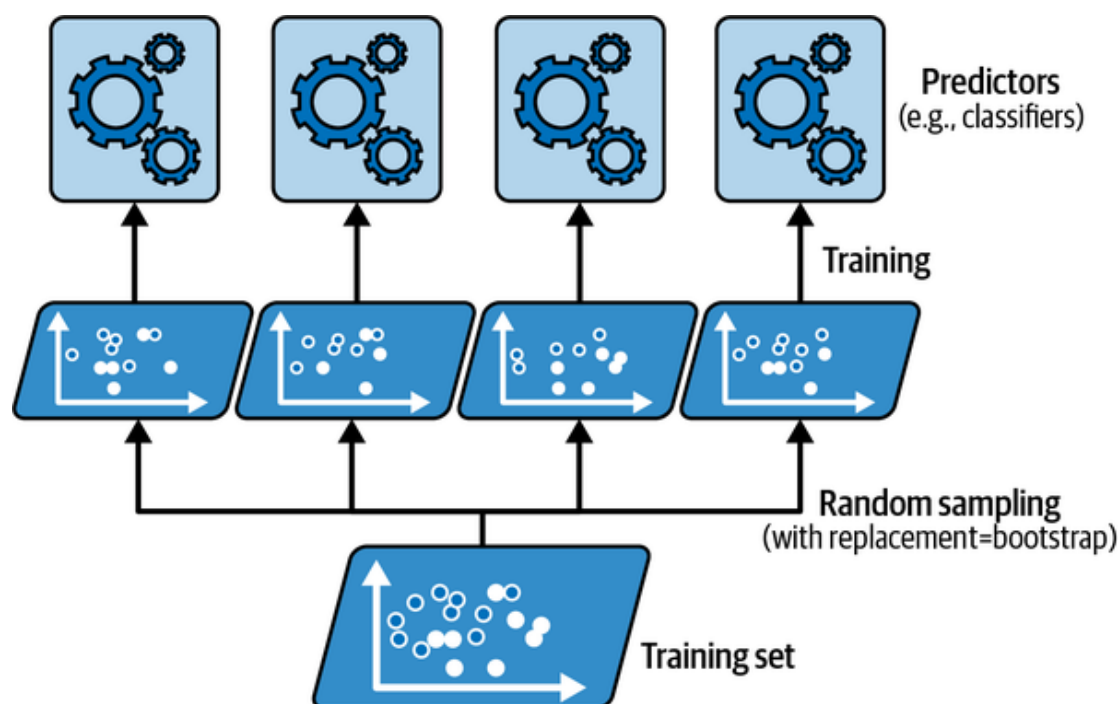 Predictors
(e.g., classifiers)
Training
Random sampling
(with replacement=bootstrap)
Training set